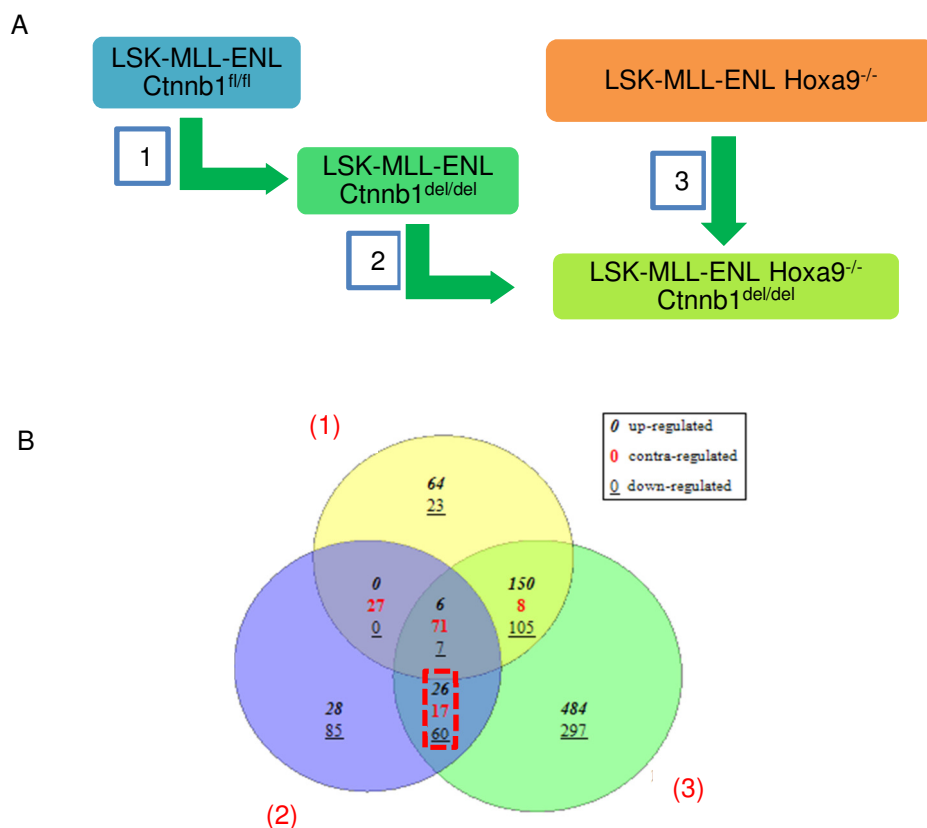 A
LSK-MLL-ENL
Ctnnb1fl/fl
LSK-MLL-ENL Hoxa9-/-
1
LSK-MLL-ENL
Ctnnb1del/del
3
2
LSK-MLL-ENL Hoxa9-/-
Ctnnb1del/del
B
(1)
0 up-regulated
0 contra-regulated
0 down-regulated
64
23
0
27
0
6
71
7
150
8
105
26
17
60
28
85
484
297
(2)
(3)